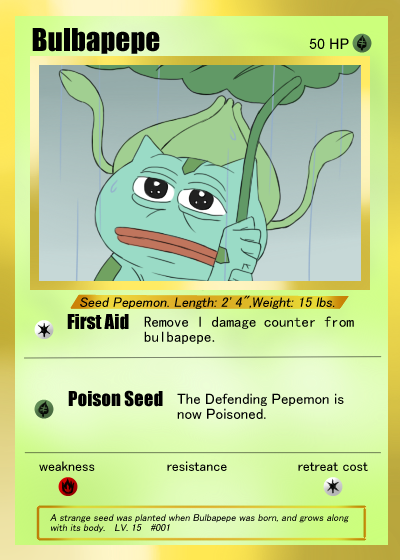 Bulbapepe
50 HP
Seed Pepemon. Length: 2' 4″,Weight: 15 lbs.
First Aid
Remove 1 damage counter from
bulbapepe.
Poison Seed
The Defending Pepemon is
now Poisoned.
weakness
resistance
retreat cost
A strange seed was planted when Bulbapepe was born, and grows along
with its body. LV. 15 #001